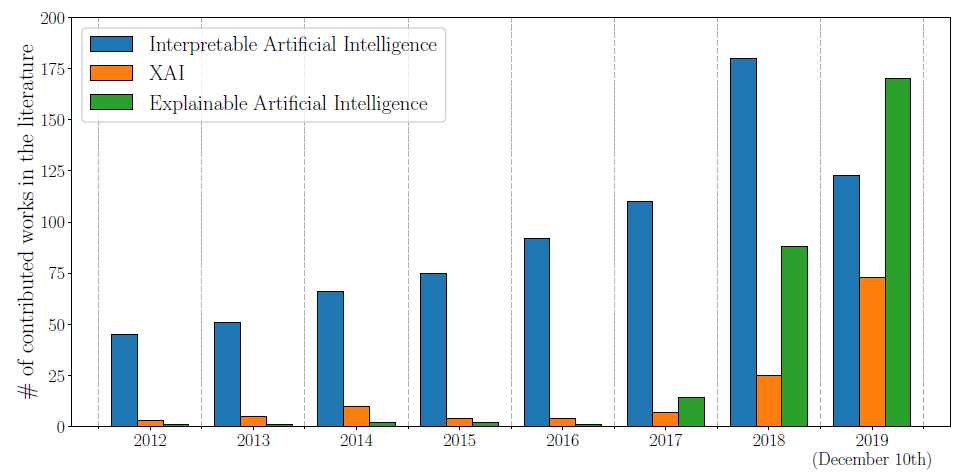 # of contributed works in the literature
200
175
150
125
100
75
50
25
0
Interpretable Artificial Intelligence
XAI
Explainable Artificial Intelligence
2012 2013 2014 2015 2016 2017 2018 2019
(December 10th)